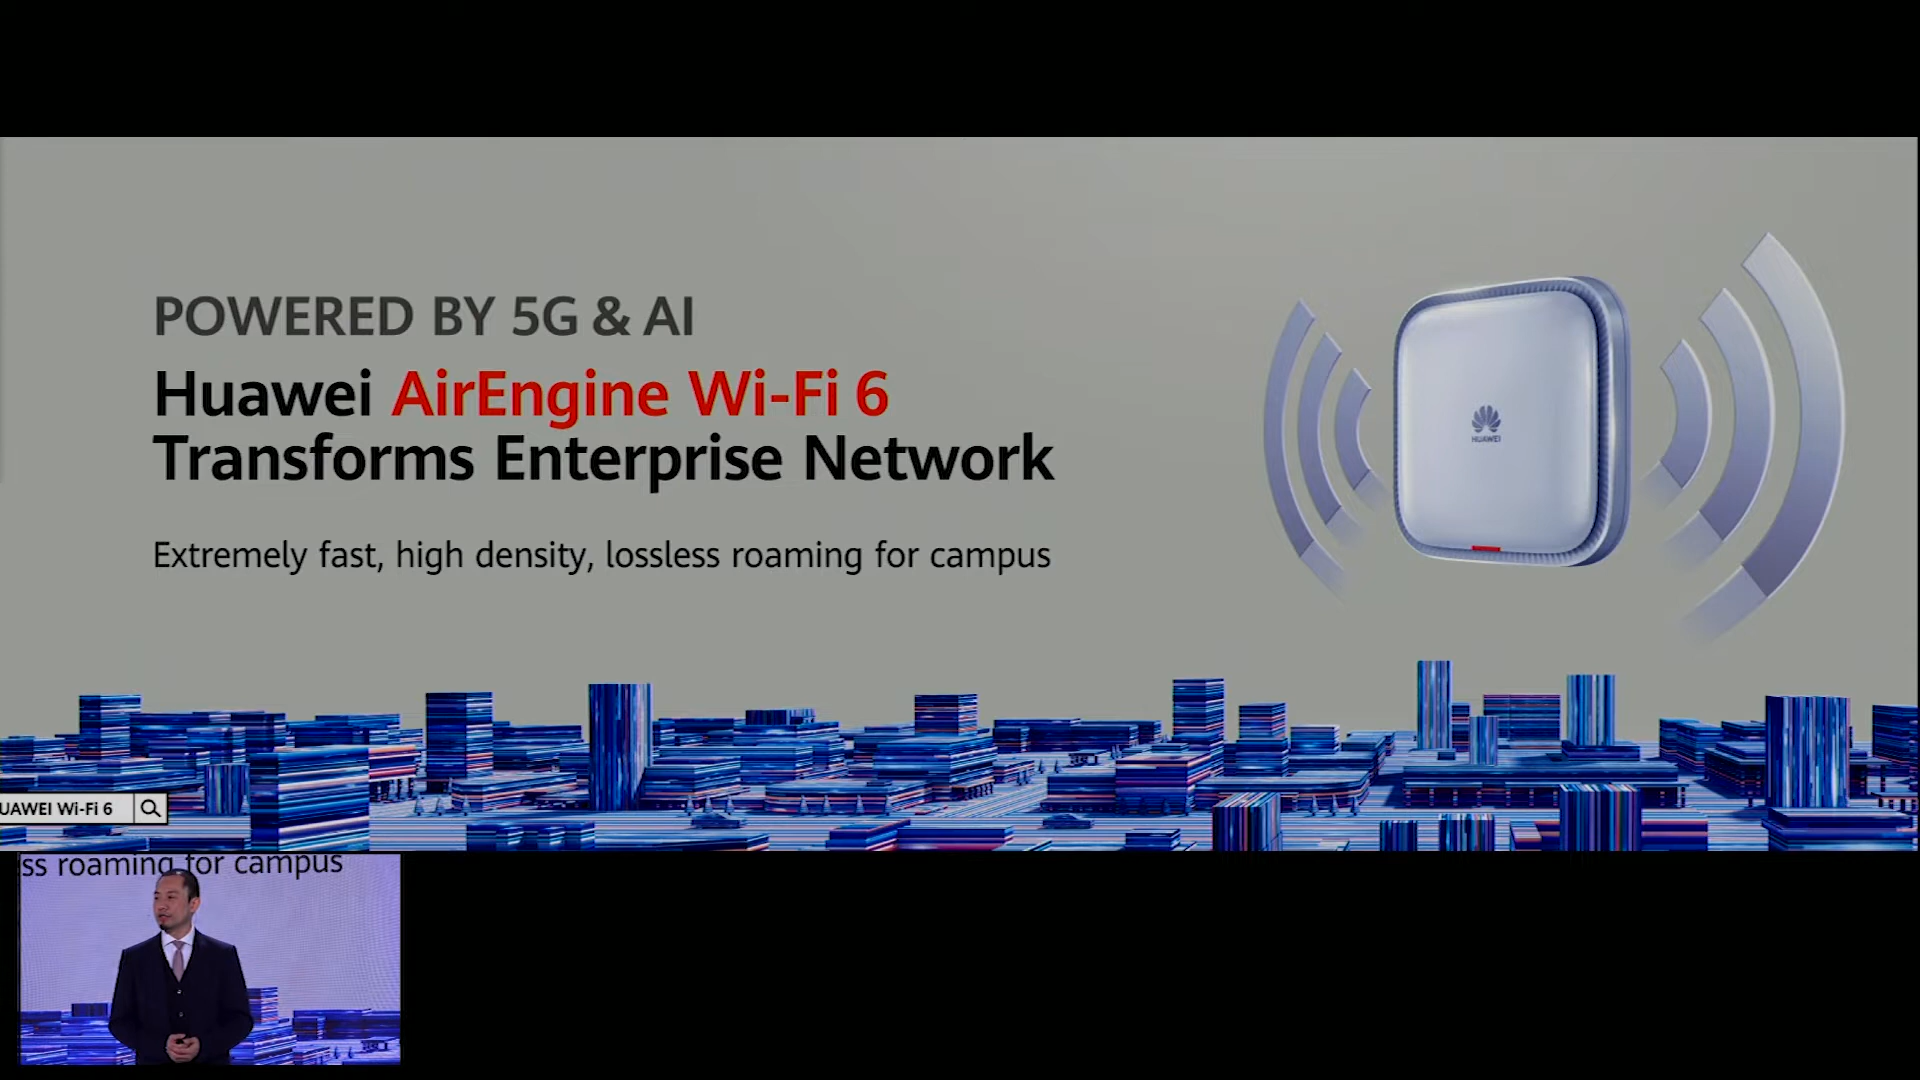 POWERED BY 5G & AI
Huawei AirEngine Wi-Fi 6
Transforms Enterprise Network
Extremely fast, high density, lossless roaming for campus
HUAWEI
UAWEI Wi-Fi 6
ss roaming for campus